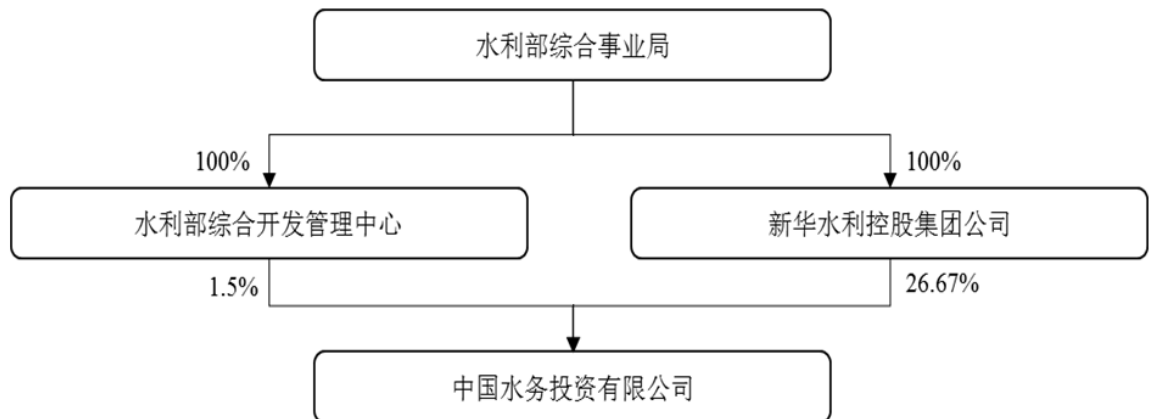 水利部综合事业局
100%
100%
水利部综合开发管理中心
新华水利控股集团公司
1.5%
26.67%
中国水务投资有限公司